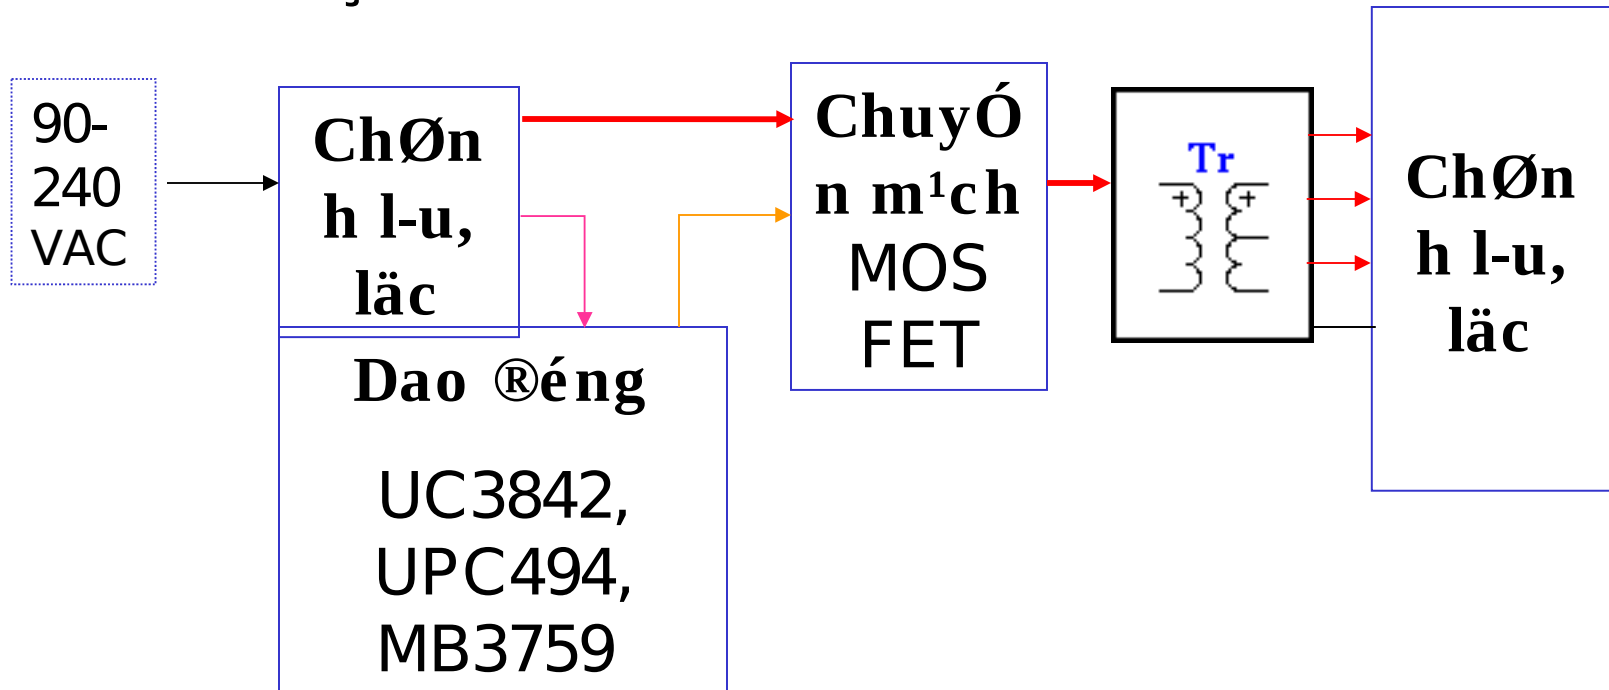 90-
240
VAC
ChØn
h l-u,
läc
Dao ®éng
UC3842,
UPC494,
MB3759
ChuyÓ
n m¹ch
MOS
FET
Tr
+ +
ChØn
h l-u,
läc